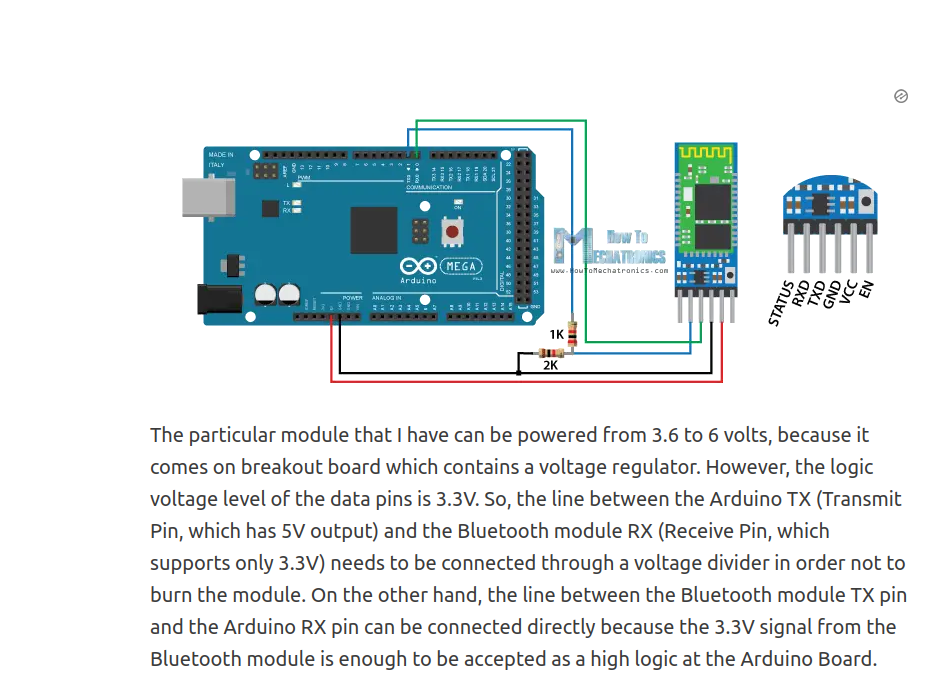 MADE IN
ITALY
AREF
GND
PWM
L
TX
RX
COMMUNICATION
ON
MEGA
Arduino
DIGITAL
POWER
ANALOG IN
GND
How To
MECHATRONICS
www.HowToMechatronics.com
1K
2K
STATUS
RXD
TXD
GND
VCC
EN
The particular module that I have can be powered from 3.6 to 6 volts, because it
comes on breakout board which contains a voltage regulator. However, the logic
voltage level of the data pins is 3.3V. So, the line between the Arduino TX (Transmit
Pin, which has 5V output) and the Bluetooth module RX (Receive Pin, which
supports only 3.3V) needs to be connected through a voltage divider in order not to
burn the module. On the other hand, the line between the Bluetooth module TX pin
and the Arduino RX pin can be connected directly because the 3.3V signal from the
Bluetooth module is enough to be accepted as a high logic at the Arduino Board.